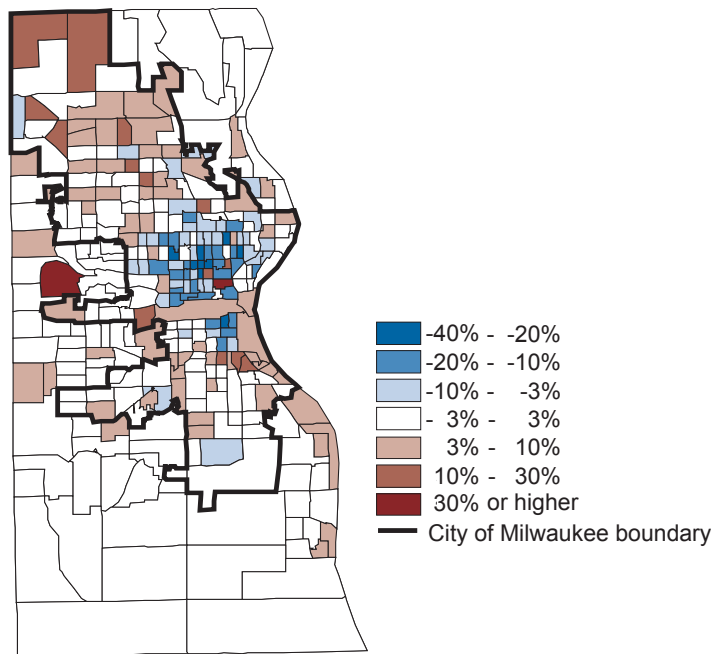 -40% - -20%
-20% - -10%
-10% - -3%
- 3% - 3%
3% - 10%
10% - 30%
30% or higher
City of Milwaukee boundary